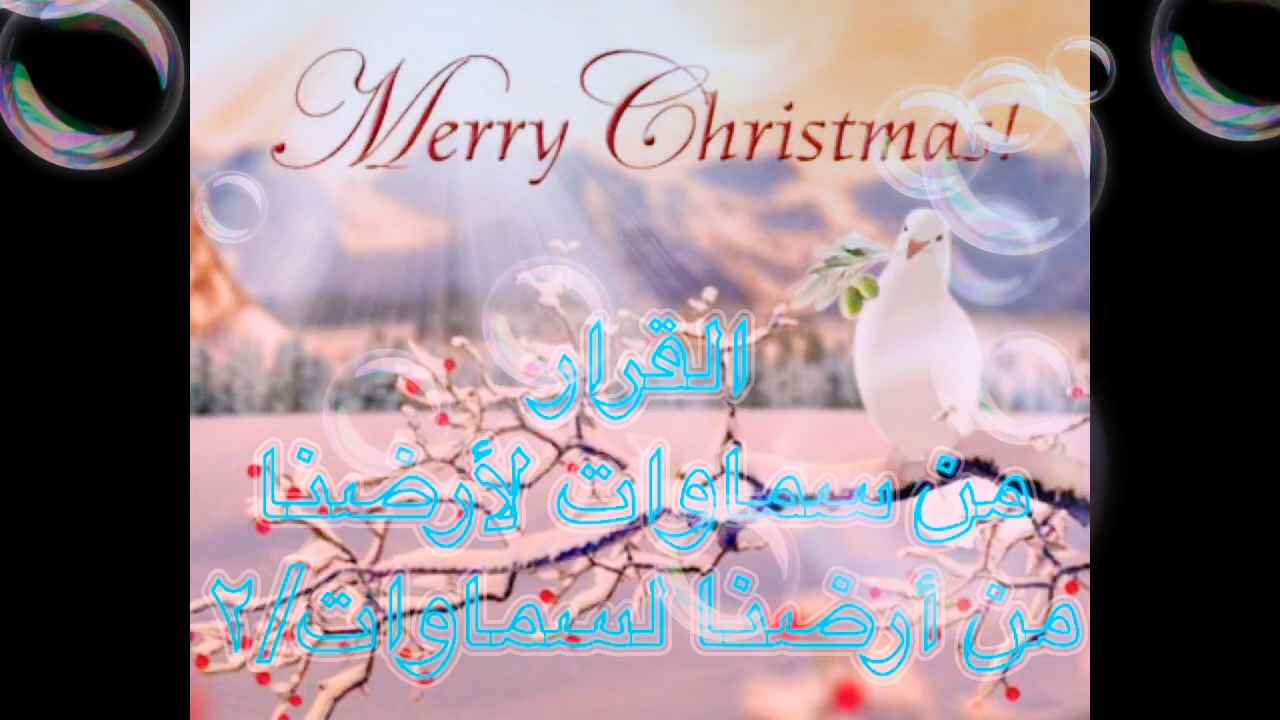 Merry Christmas!
القرار
من سماوات لأرضنا
من أرضنا لسماوات/٢